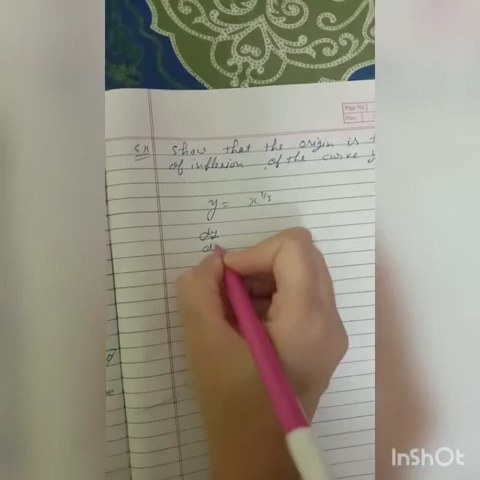 Page No.
Date
Ex Show that the origin is
of inflexion of the curve y
y = x^1/3
dy
d
InShOt